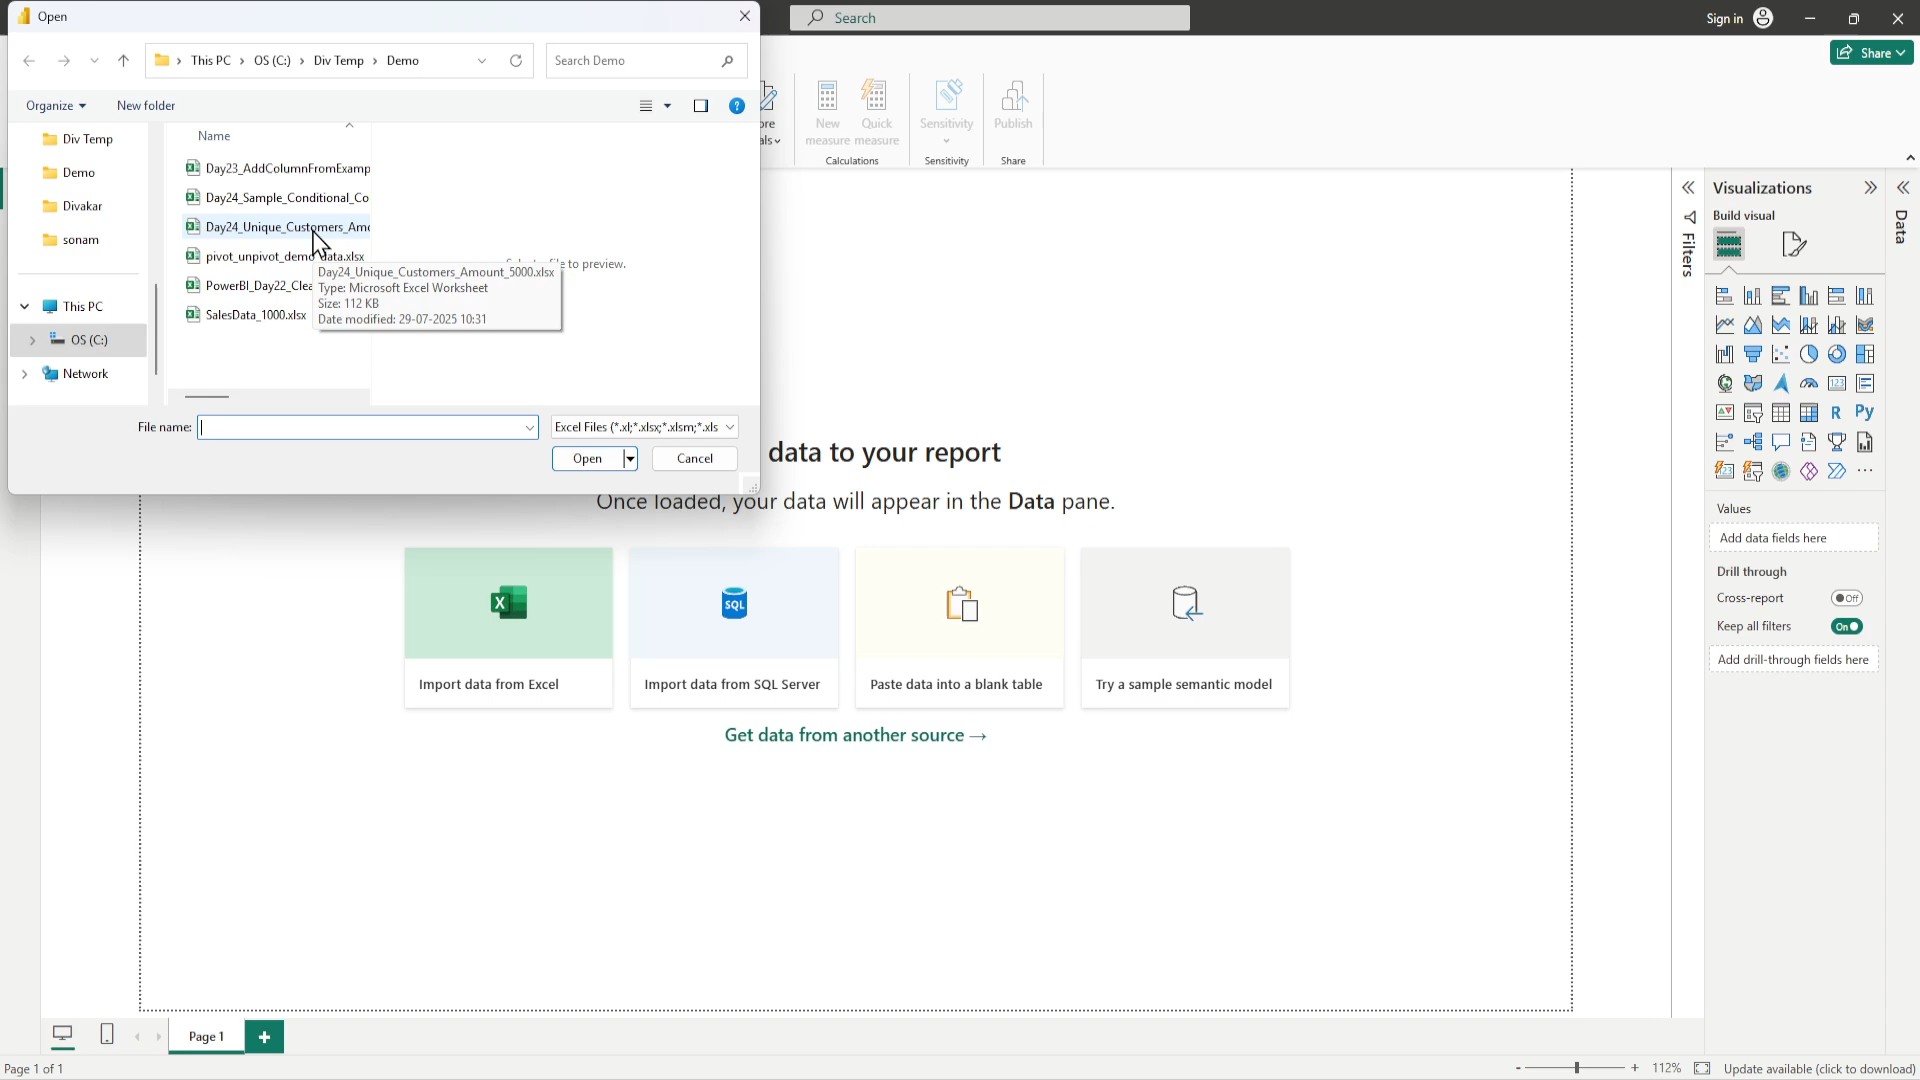 Open
Search
Sign in
This PC > OS (C:) > Div Temp > Demo
Search Demo
Share
Organize
New folder
Div Temp
Demo
Divakar
sonam
This PC
OS (C:)
Network
Name
Day23_AddColumnFromExamp
Day24_Sample_Conditional_Co
Day24_Unique_Customers_Amo
pivot_unpivot_demo_data.xlsx
PowerBI_Day22_Clea
SalesData_1000.xlsx
file to preview.
Day24_Unique_Customers_Amount_5000.xlsx
Type: Microsoft Excel Worksheet
Size: 112 KB
Date modified: 29-07-2025 10:31
File name:
Excel Files (*.xl;*.xlsx;*.xlsm;*.xls
Open
Cancel
New
measure
Quick
measure
Calculations
Sensitivity
Sensitivity
Publish
Share
data to your report
Once loaded, your data will appear in the Data pane.
SQL
Import data from Excel
Import data from SQL Server
Paste data into a blank table
Try a sample semantic model
Get data from another source →
Filters
Visualizations
Build visual
123
R
Py
123
Values
Add data fields here
Drill through
Cross-report
Off
Keep all filters
On
Add drill-through fields here
Data
Page 1
Page 1 of 1
- + 112%
Update available (click to download)